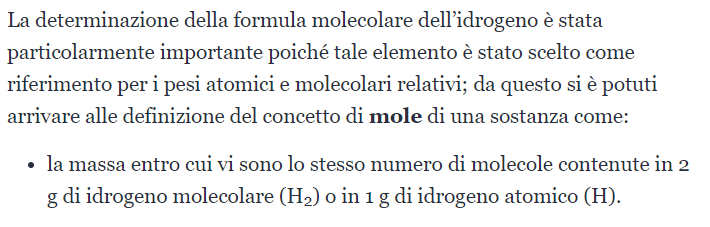 La determinazione della formula molecolare dell’idrogeno è stata
particolarmente importante poiché tale elemento è stato scelto come
riferimento per i pesi atomici e molecolari relativi; da questo si è potuti
arrivare alle definizione del concetto di mole di una sostanza come:
• la massa entro cui vi sono lo stesso numero di molecole contenute in 2
g di idrogeno molecolare (H₂) o in 1 g di idrogeno atomico (H).